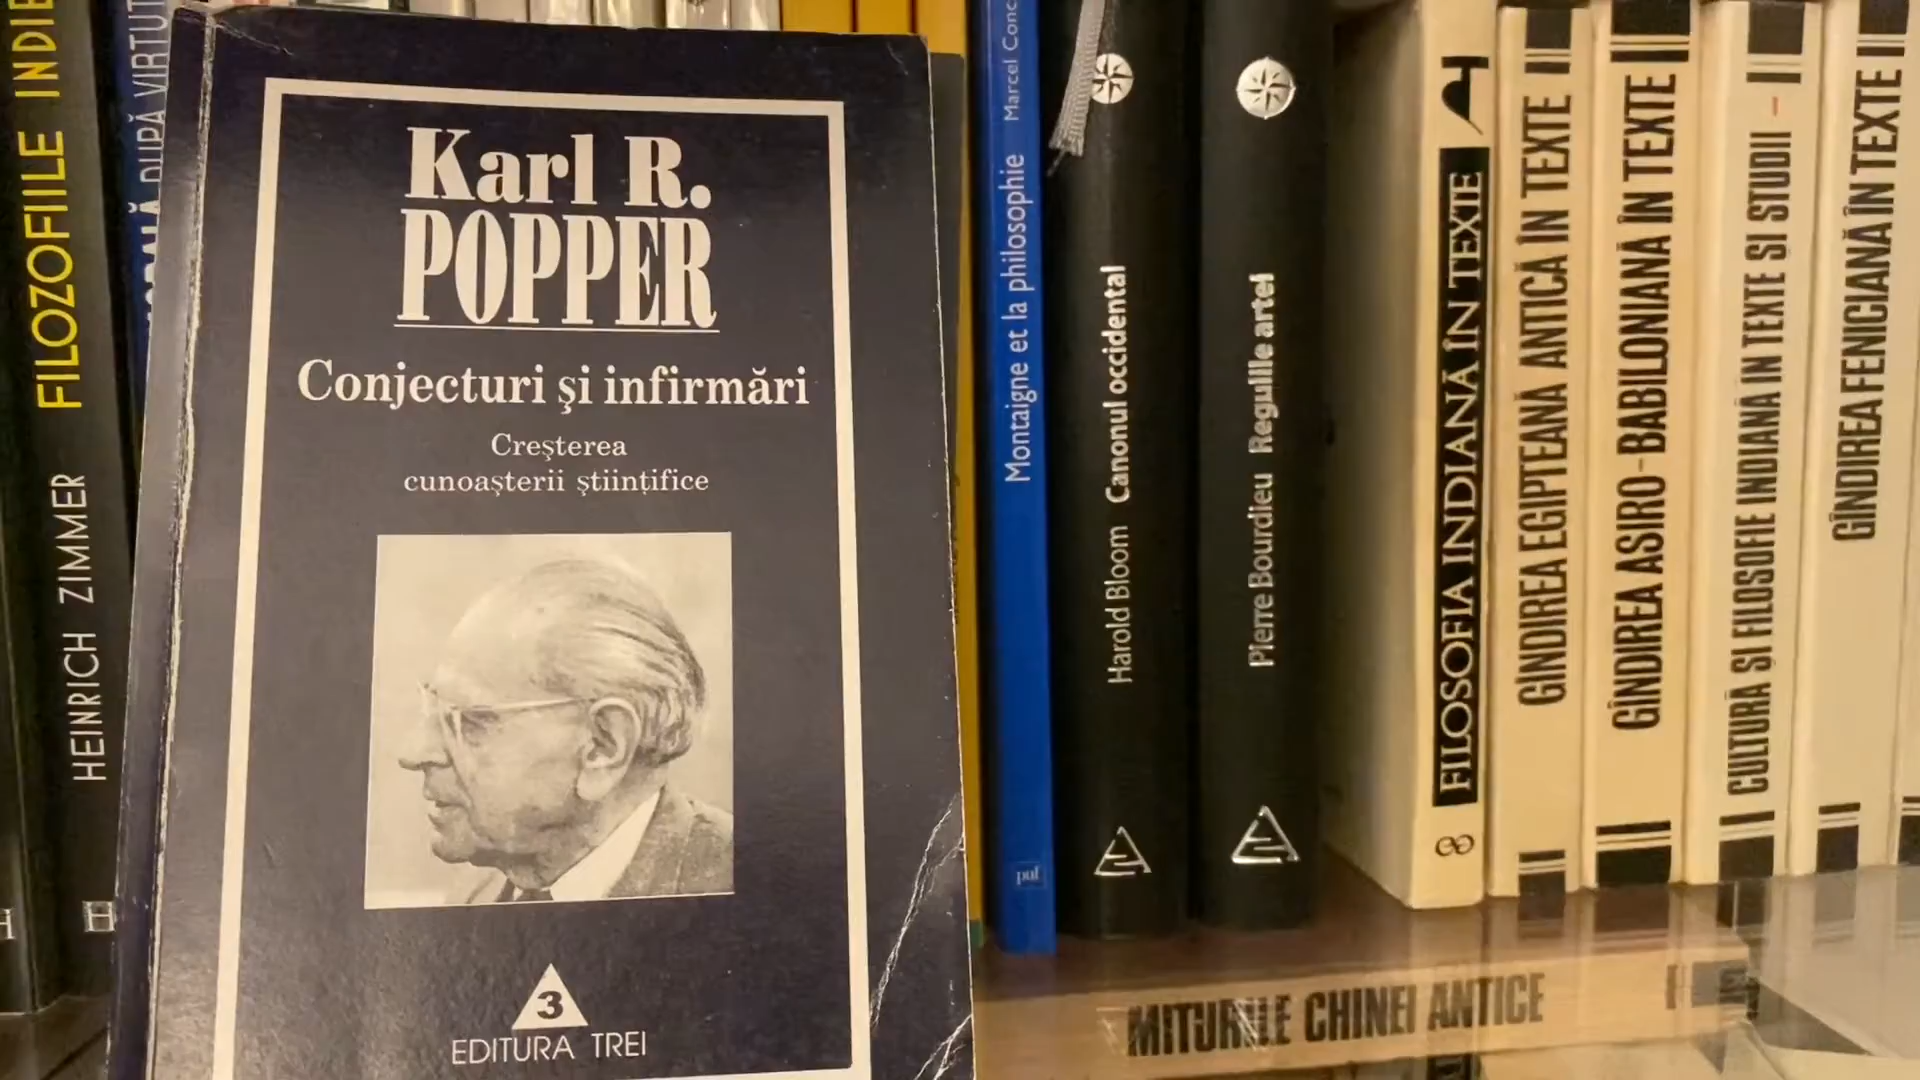 FILOZOFIILE INDIE
HEINRICH ZIMMER
H
H
DUPĂ VIRTUT
Karl R.
POPPER
Conjecturi şi infirmări
Creşterea
cunoaşterii ştiinţifice
3
EDITURA TREI
Montaigne et la philosophie Marcel Conc
puf
Harold Bloom Canonul occidental
Pierre Bourdieu Regulile artei
FILOSOFIA INDIANĂ ÎN TEXTE
GÎNDIREA EGIPTEANĂ ANTICĂ ÎN TEXTE
GÎNDIREA ASIRO-BABILONIANĂ ÎN TEXTE
CULTURĂ ŞI FILOSOFIE INDIANĂ ÎN TEXTE ŞI STUDII - I
GÎNDIREA FENICIANĂ ÎN TEXTE
MITURILE CHINEI ANTICE